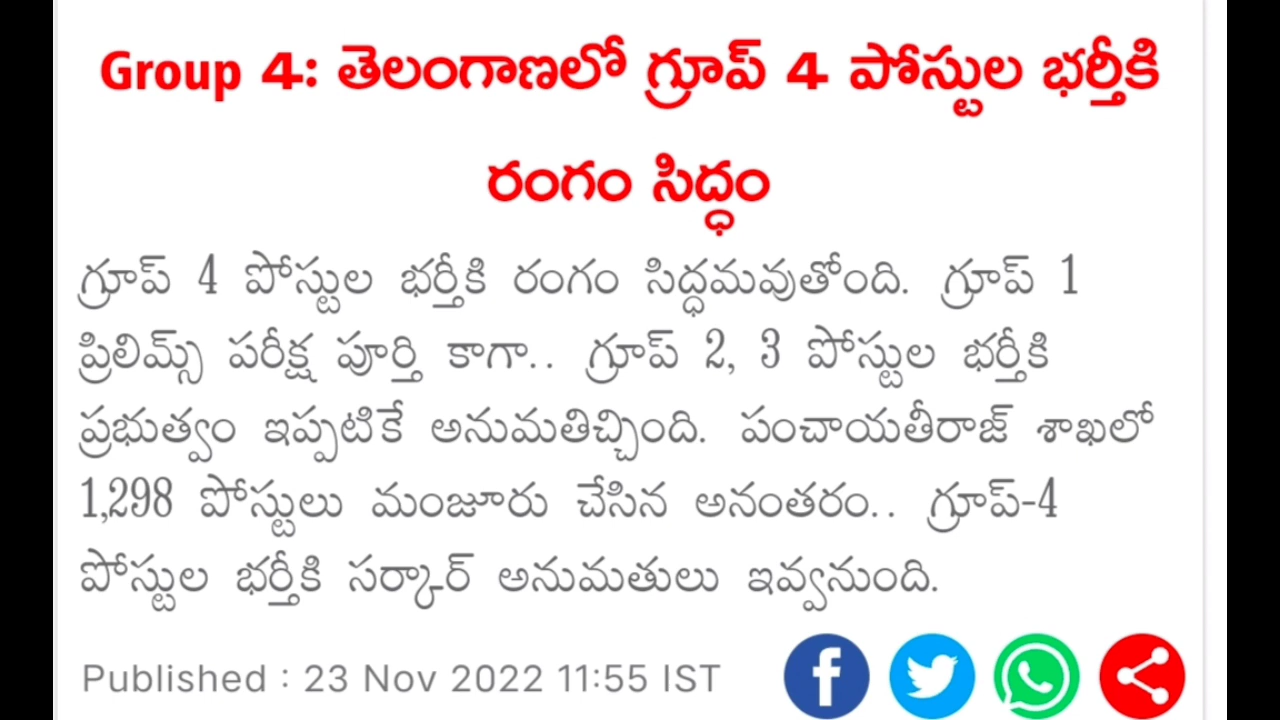 Group 4: తెలంగాణలో గ్రూప్ 4 పోస్టుల భర్తీకి
రంగం సిద్ధం
గ్రూప్ 4 పోస్టుల భర్తీకి రంగం సిద్ధమవుతోంది. గ్రూప్ 1
ప్రిలిమ్స్ పరీక్ష పూర్తి కాగా.. గ్రూప్ 2, 3 పోస్టుల భర్తీకి
ప్రభుత్వం ఇప్పటికే అనుమతిచ్చింది. పంచాయతీరాజ్ శాఖలో
1,298 పోస్టులు మంజూరు చేసిన అనంతరం.. గ్రూప్-4
పోస్టుల భర్తీకి సర్కార్ అనుమతులు ఇవ్వనుంది.
Published : 23 Nov 2022 11:55 IST